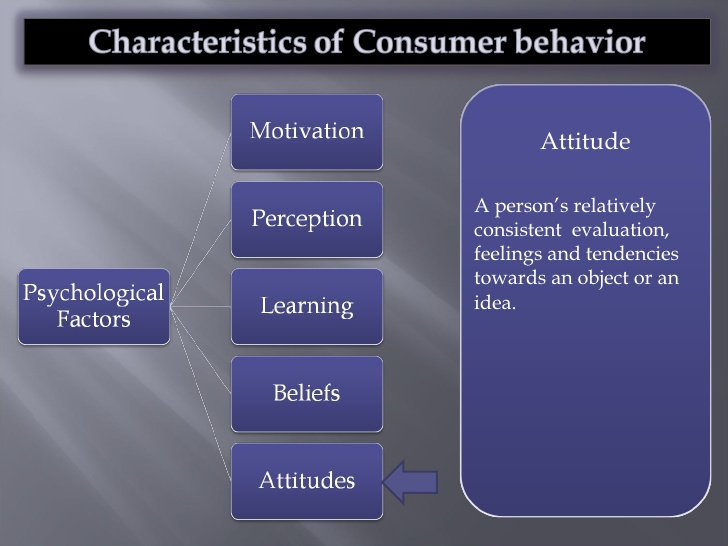 Characteristics of Consumer behavior
Motivation
Perception
Psychological
Factors
Learning
Beliefs
Attitudes
Attitude
A person’s relatively
consistent evaluation,
feelings and tendencies
towards an object or an
idea.